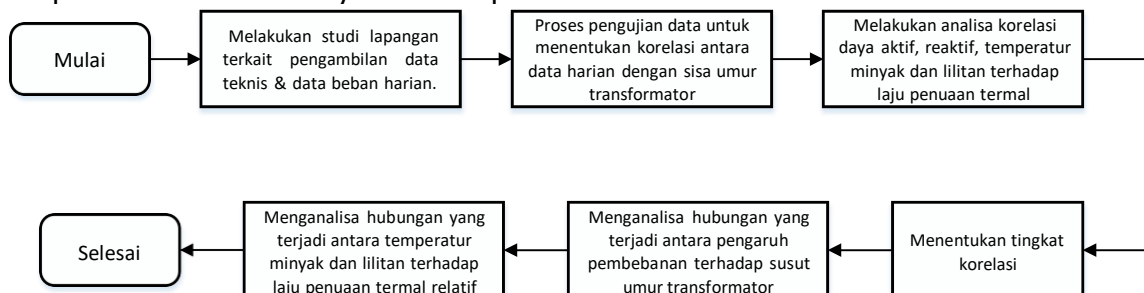 Mulai
Melakukan studi lapangan
terkait pengambilan data
teknis & data beban harian.
Proses pengujian data untuk
menentukan korelasi antara
data harian dengan sisa umur
transformator
Melakukan analisa korelasi
daya aktif, reaktif, temperatur
minyak dan lilitan terhadap
laju penuaan termal
Menentukan tingkat
korelasi
Menganalisa hubungan yang
terjadi antara pengaruh
pembebanan terhadap susut
umur transformator
Menganalisa hubungan yang
terjadi antara temperatur
minyak dan lilitan terhadap
laju penuaan termal relatif
Selesai